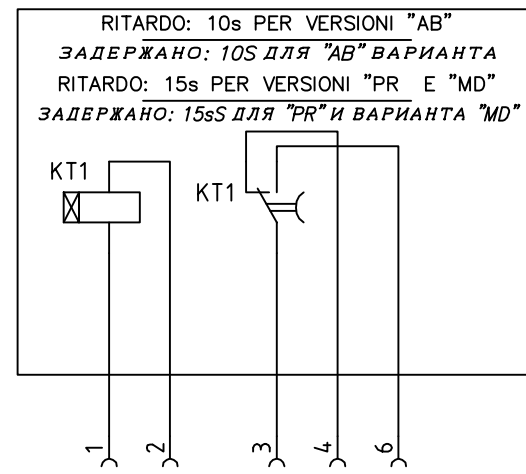 RITARDO: 10s PER VERSIONI "AB"
ЗАДЕРЖАНО: 10S ДЛЯ "AB" ВАРИАНТА
RITARDO: 15s PER VERSIONI "PR E "MD"
ЗАДЕРЖАНО: 15sS ДЛЯ "PR" И ВАРИАНТА "MD"
KT1
KT1
1 2 3 4 6